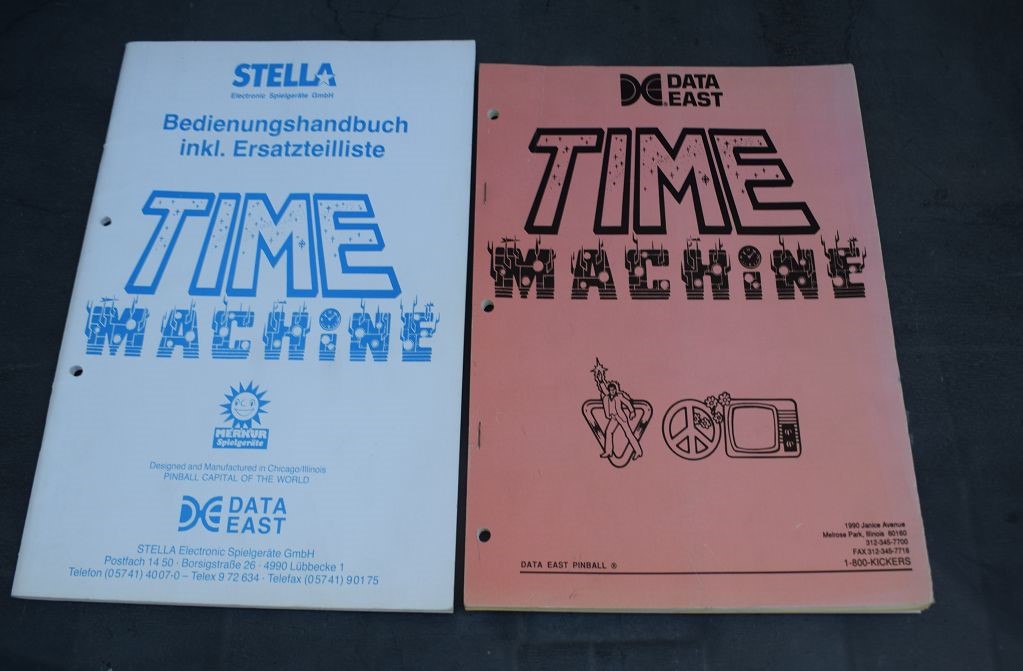 STELLA
Electronic Spielgeräte GmbH
Bedienungshandbuch
inkl. Ersatzteilliste
TIME
MACHiNE
MERKUR
Spielgeräte
Designed and Manufactured in Chicago/Illinois
PINBALL CAPITAL OF THE WORLD
DATA
EAST
STELLA Electronic Spielgeräte GmbH
Postfach 14 50 · Borsigstraße 26 · 4990 Lübbecke 1
Telefon (05741) 4007-0 – Telex 9 72 634 · Telefax (05741) 90175
DATA
EAST
TIME
MACHiNE
1990 Janice Avenue
Melrose Park, Illinois 60160
312-345-7700
FAX 312-345-7718
1-800-KICKERS
DATA EAST PINBALL ®